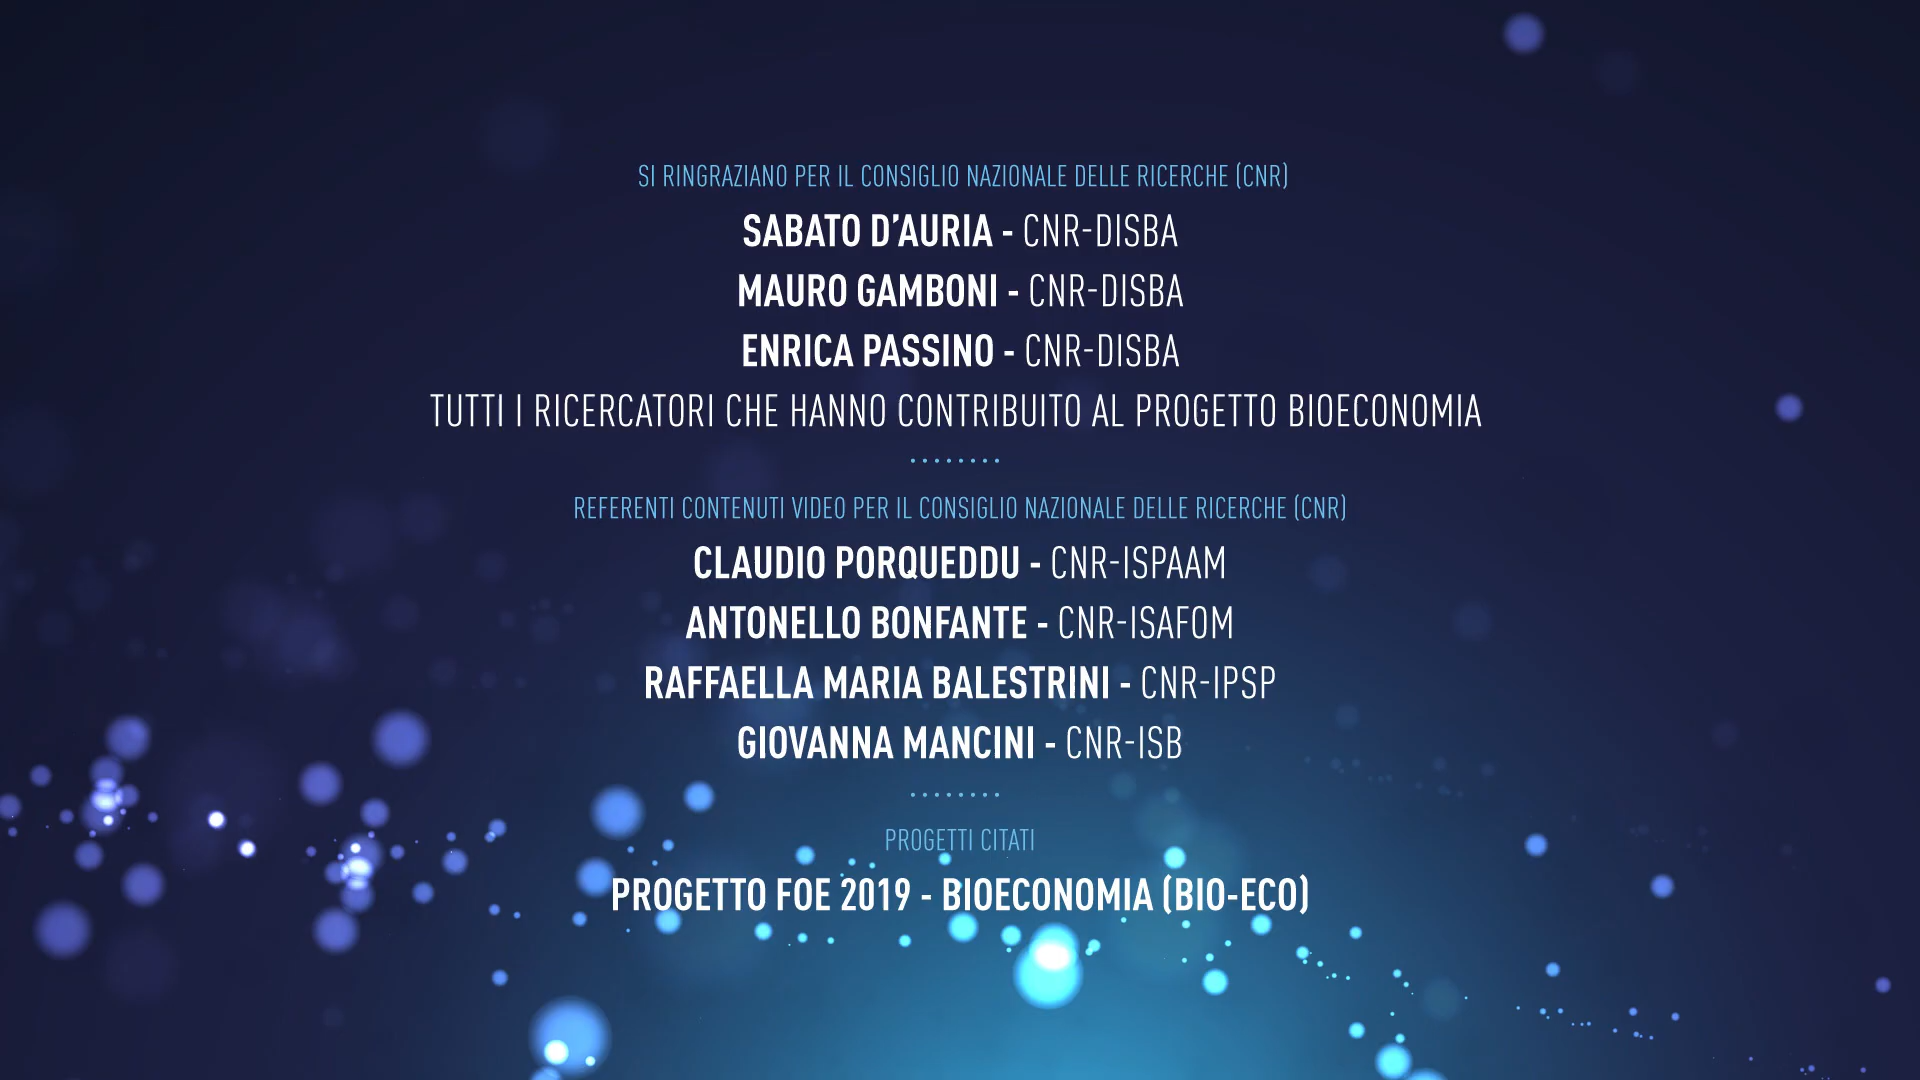 SI RINGRAZIANO PER IL CONSIGLIO NAZIONALE DELLE RICERCHE (CNR)
SABATO D’AURIA - CNR-DISBA
MAURO GAMBONI - CNR-DISBA
ENRICA PASSINO - CNR-DISBA
TUTTI I RICERCATORI CHE HANNO CONTRIBUITO AL PROGETTO BIOECONOMIA
REFERENTI CONTENUTI VIDEO PER IL CONSIGLIO NAZIONALE DELLE RICERCHE (CNR)
CLAUDIO PORQUEDDU - CNR-ISPAAM
ANTONELLO BONFANTE - CNR-ISAFOM
RAFFAELLA MARIA BALESTRINI - CNR-IPSP
GIOVANNA MANCINI - CNR-ISB
PROGETTI CITATI
PROGETTO FOE 2019 - BIOECONOMIA (BIO-ECO)